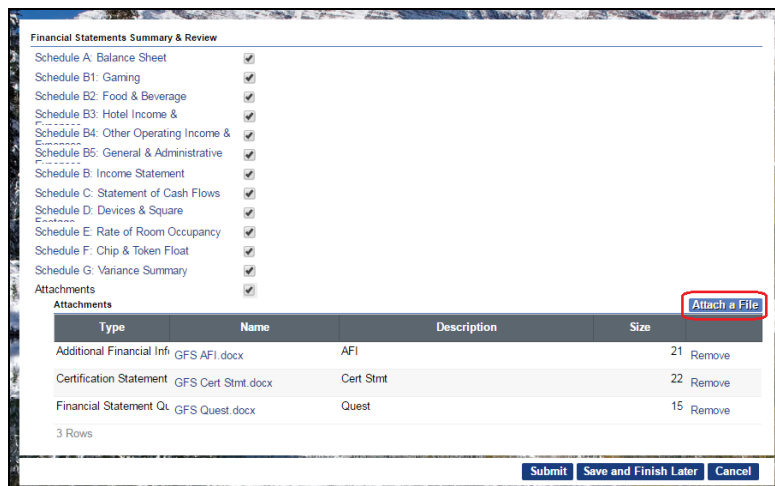 Financial Statements Summary & Review
Schedule A: Balance Sheet
Schedule B1: Gaming
Schedule B2: Food & Beverage
Schedule B3: Hotel Income &
Schedule B4: Other Operating Income &
Schedule B5: General & Administrative
Schedule B: Income Statement
Schedule C: Statement of Cash Flows
Schedule D: Devices & Square
Schedule E: Rate of Room Occupancy
Schedule F: Chip & Token Float
Schedule G: Variance Summary
Attachments
Attachments Attach a File
Type Name Description Size
Additional Financial Info GFS AFI.docx AFI 21 Remove
Certification Statement GFS Cert Stmt.docx Cert Stmt 22 Remove
Financial Statement Qu GFS Quest.docx Quest 15 Remove
3 Rows
Submit Save and Finish Later Cancel